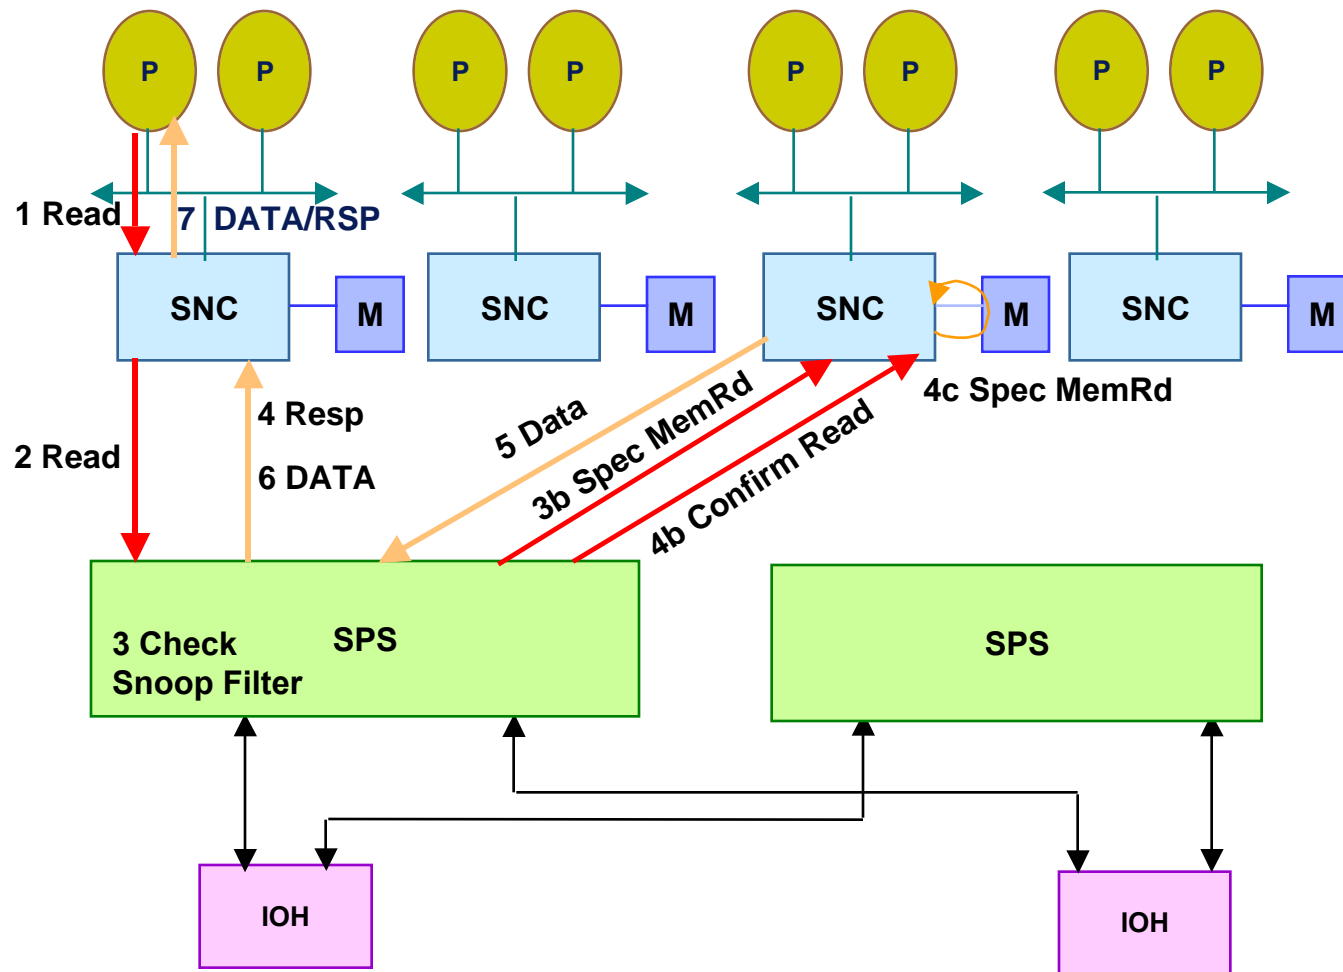 P
P
P
P
P
P
P
P
1 Read
7 DATA/RSP
SNC
M
SNC
M
SNC
M
SNC
M
4c Spec MemRd
4 Resp
2 Read
6 DATA
5 Data
3b Spec MemRd
4b Confirm Read
3 Check
Snoop Filter
SPS
SPS
IOH
IOH